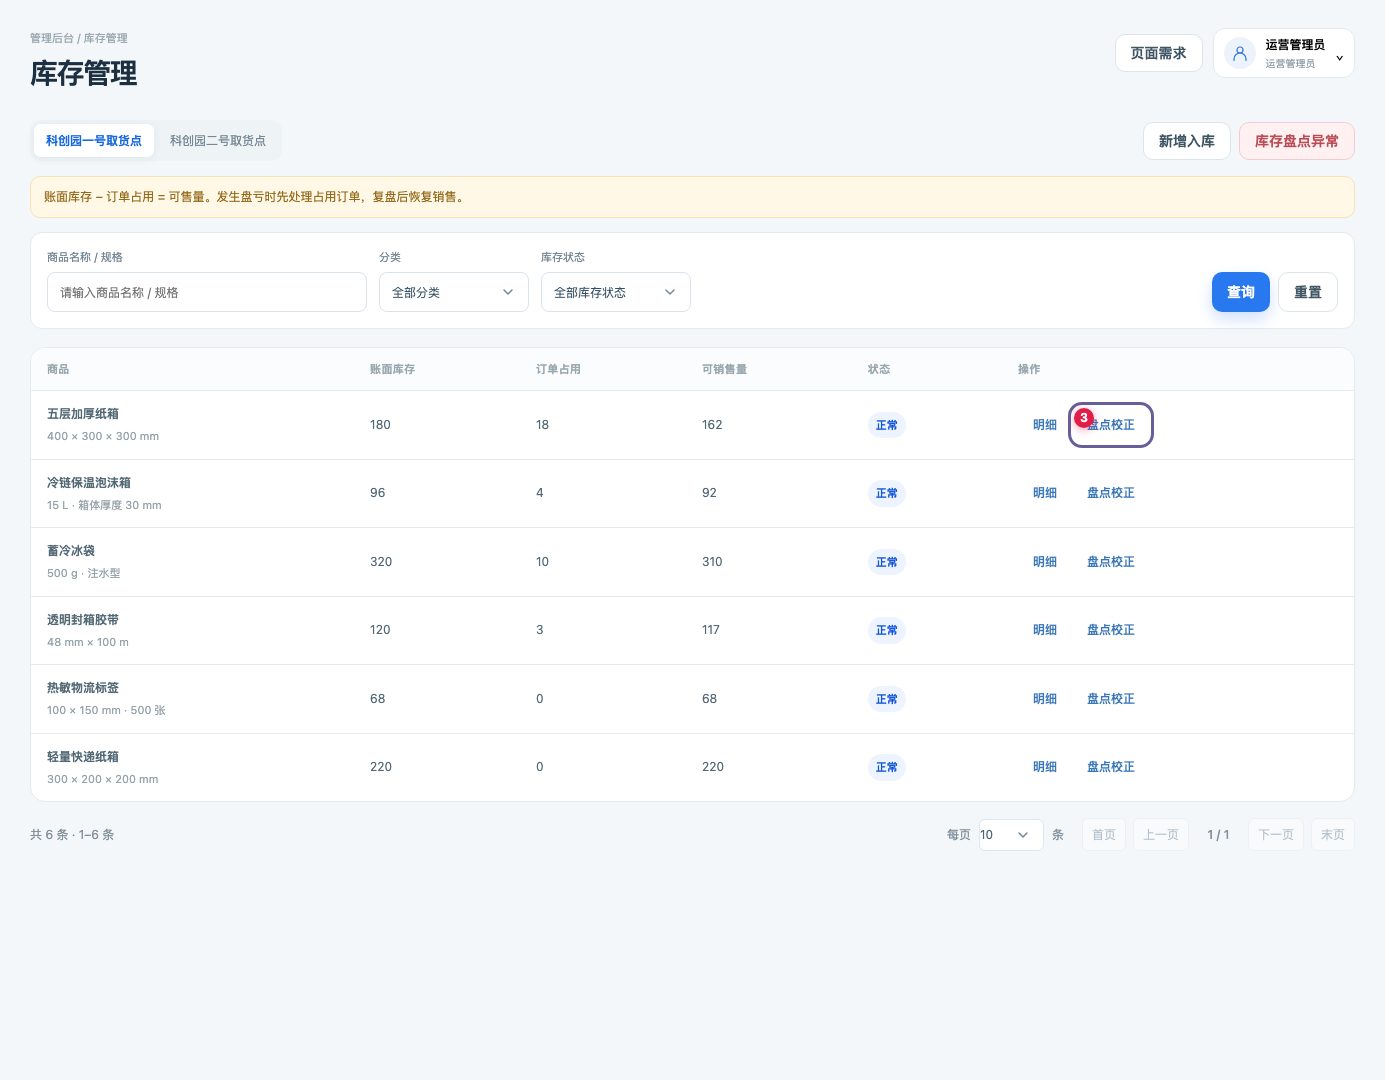 管理后台 / 库存管理
库存管理
页面需求
运营管理员
运营管理员
科创园一号取货点
科创园二号取货点
新增入库
库存盘点异常
账面库存 − 订单占用 = 可售量。发生盘亏时先处理占用订单，复盘后恢复销售。
商品名称 / 规格
分类
库存状态
请输入商品名称 / 规格
全部分类
全部库存状态
查询
重置
商品 账面库存 订单占用 可销售量 状态 操作
五层加厚纸箱
400 × 300 × 300 mm
180 18 162 正常 明细 3 盘点校正
冷链保温泡沫箱
15 L · 箱体厚度 30 mm
96 4 92 正常 明细 盘点校正
蓄冷冰袋
500 g · 注水型
320 10 310 正常 明细 盘点校正
透明封箱胶带
48 mm × 100 m
120 3 117 正常 明细 盘点校正
热敏物流标签
100 × 150 mm · 500 张
68 0 68 正常 明细 盘点校正
轻量快递纸箱
300 × 200 × 200 mm
220 0 220 正常 明细 盘点校正
共 6 条 · 1–6 条
每页 10 条 首页 上一页 1 / 1 下一页 末页